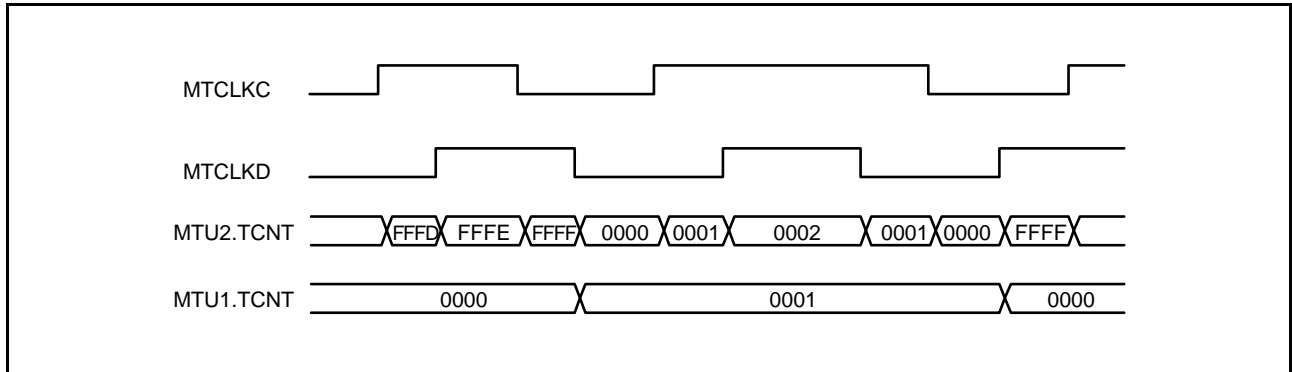 MTCLKC
MTCLKD
MTU2.TCNT FFFD FFFE FFFF 0000 0001 0002 0001 0000 FFFF
MTU1.TCNT 0000 0001 0000